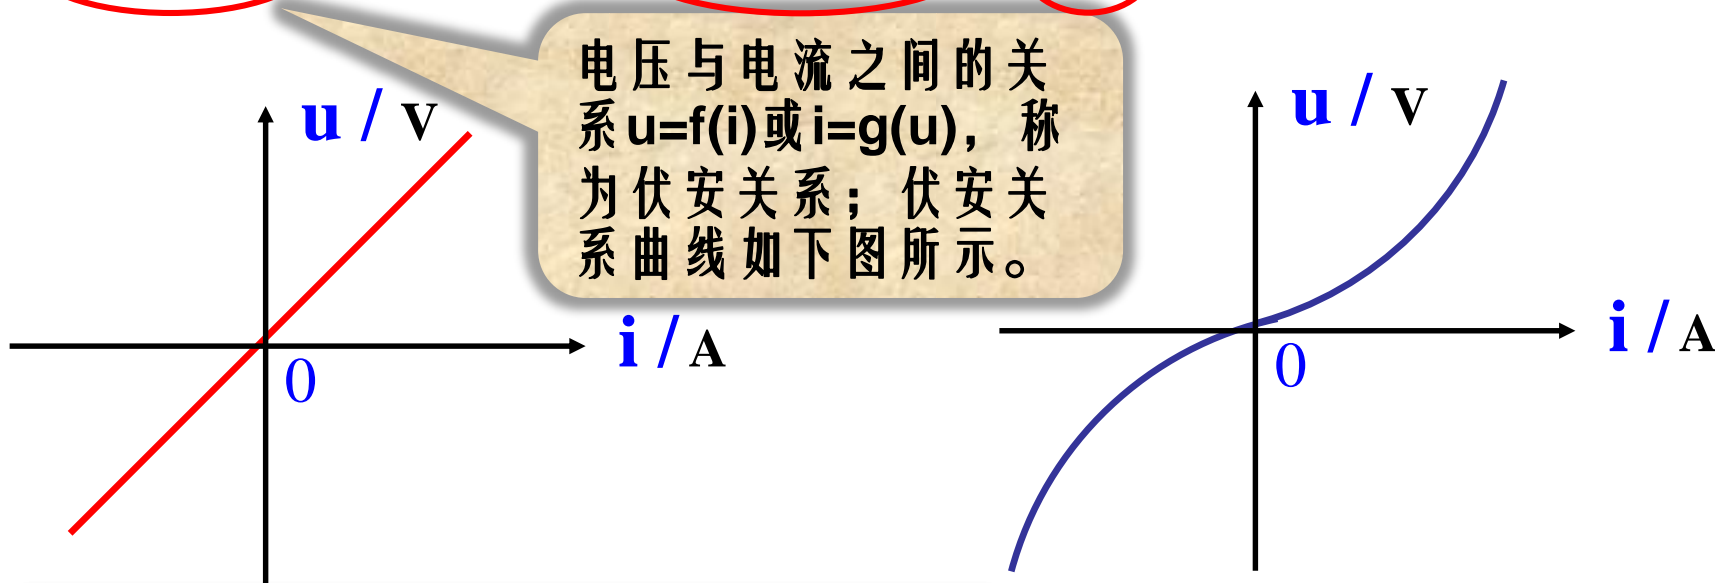 电压与电流之间的关
系u=f(i)或i=g(u)，称
为伏安关系；伏安关
系曲线如下图所示。
u / v
u / v
i / A
i / A
0
0